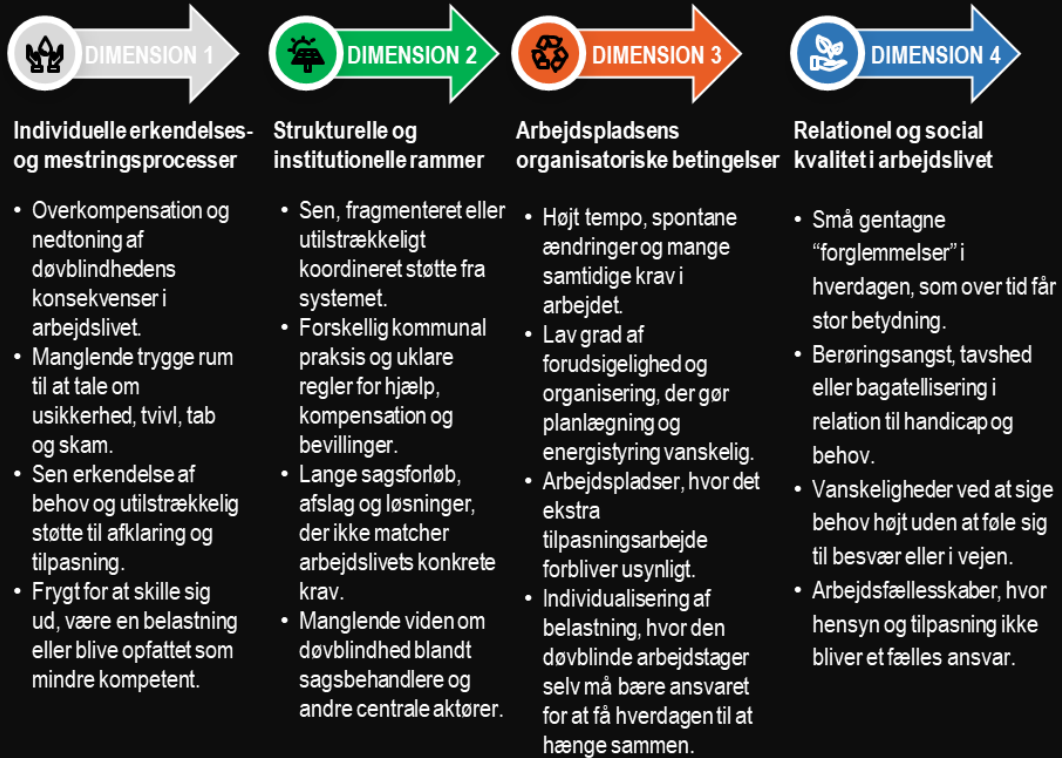 DIMENSION 1
Individuelle erkendelses-
og mestringsprocesser
• Overkompensation og
nedtoning af
døvblindhedens
konsekvenser i
arbejdslivet.
• Manglende trygge rum
til at tale om
usikkerhed, tvivl, tab
og skam.
• Sen erkendelse af
behov og utilstrækkelig
støtte til afklaring og
tilpasning.
• Frygt for at skille sig
ud, være en belastning
eller blive opfattet som
mindre kompetent.
DIMENSION 2
Strukturelle og
institutionelle rammer
• Sen, fragmenteret eller
utilstrækkeligt
koordineret støtte fra
systemet.
• Forskellig kommunal
praksis og uklare
regler for hjælp,
kompensation og
bevillinger.
• Lange sagsforløb,
afslag og løsninger,
der ikke matcher
arbejdslivets konkrete
krav.
• Manglende viden om
døvblindhed blandt
sagsbehandlere og
andre centrale aktører.
DIMENSION 3
Arbejdspladsens
organisatoriske betingelser
• Højt tempo, spontane
ændringer og mange
samtidige krav i
arbejdet.
• Lav grad af
forudsigelighed og
organisering, der gør
planlægning og
energistyring vanskelig.
• Arbejdspladser, hvor det
ekstra
tilpasningsarbejde
forbliver usynligt.
• Individualisering af
belastning, hvor den
døvblinde arbejdstager
selv må bære ansvaret
for at få hverdagen til at
hænge sammen.
DIMENSION 4
Relationel og social
kvalitet i arbejdslivet
• Små gentagne
“forglemmelser” i
hverdagen, som over tid får
stor betydning.
• Berøringsangst, tavshed
eller bagatellisering i
relation til handicap og
behov.
• Vanskeligheder ved at sige
behov højt uden at føle sig
til besvær eller i vejen.
• Arbejdsfællesskaber, hvor
hensyn og tilpasning ikke
bliver et fælles ansvar.